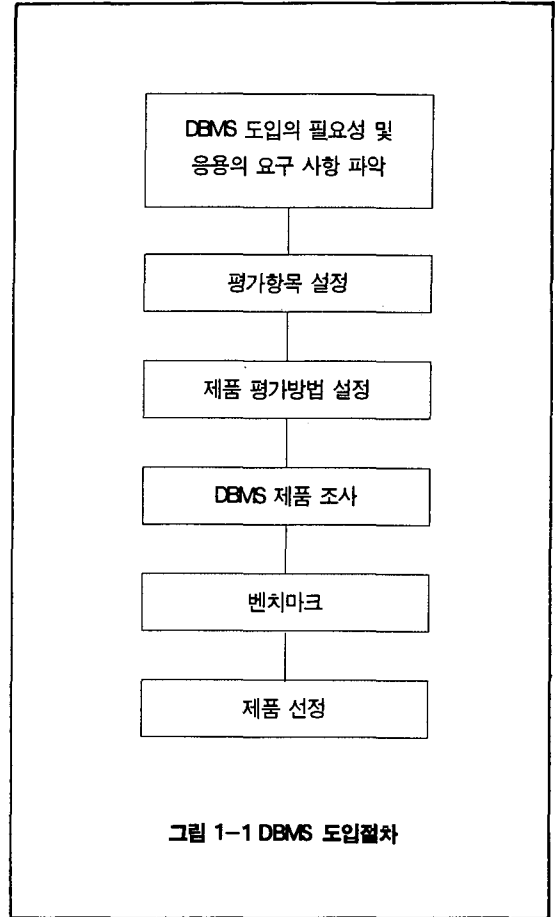 DBMS 도입의 필요성 및
응용의 요구 사항 파악
평가항목 설정
제품 평가방법 설정
DBMS 제품 조사
벤치마크
제품 선정
그림 1-1 DBMS 도입절차